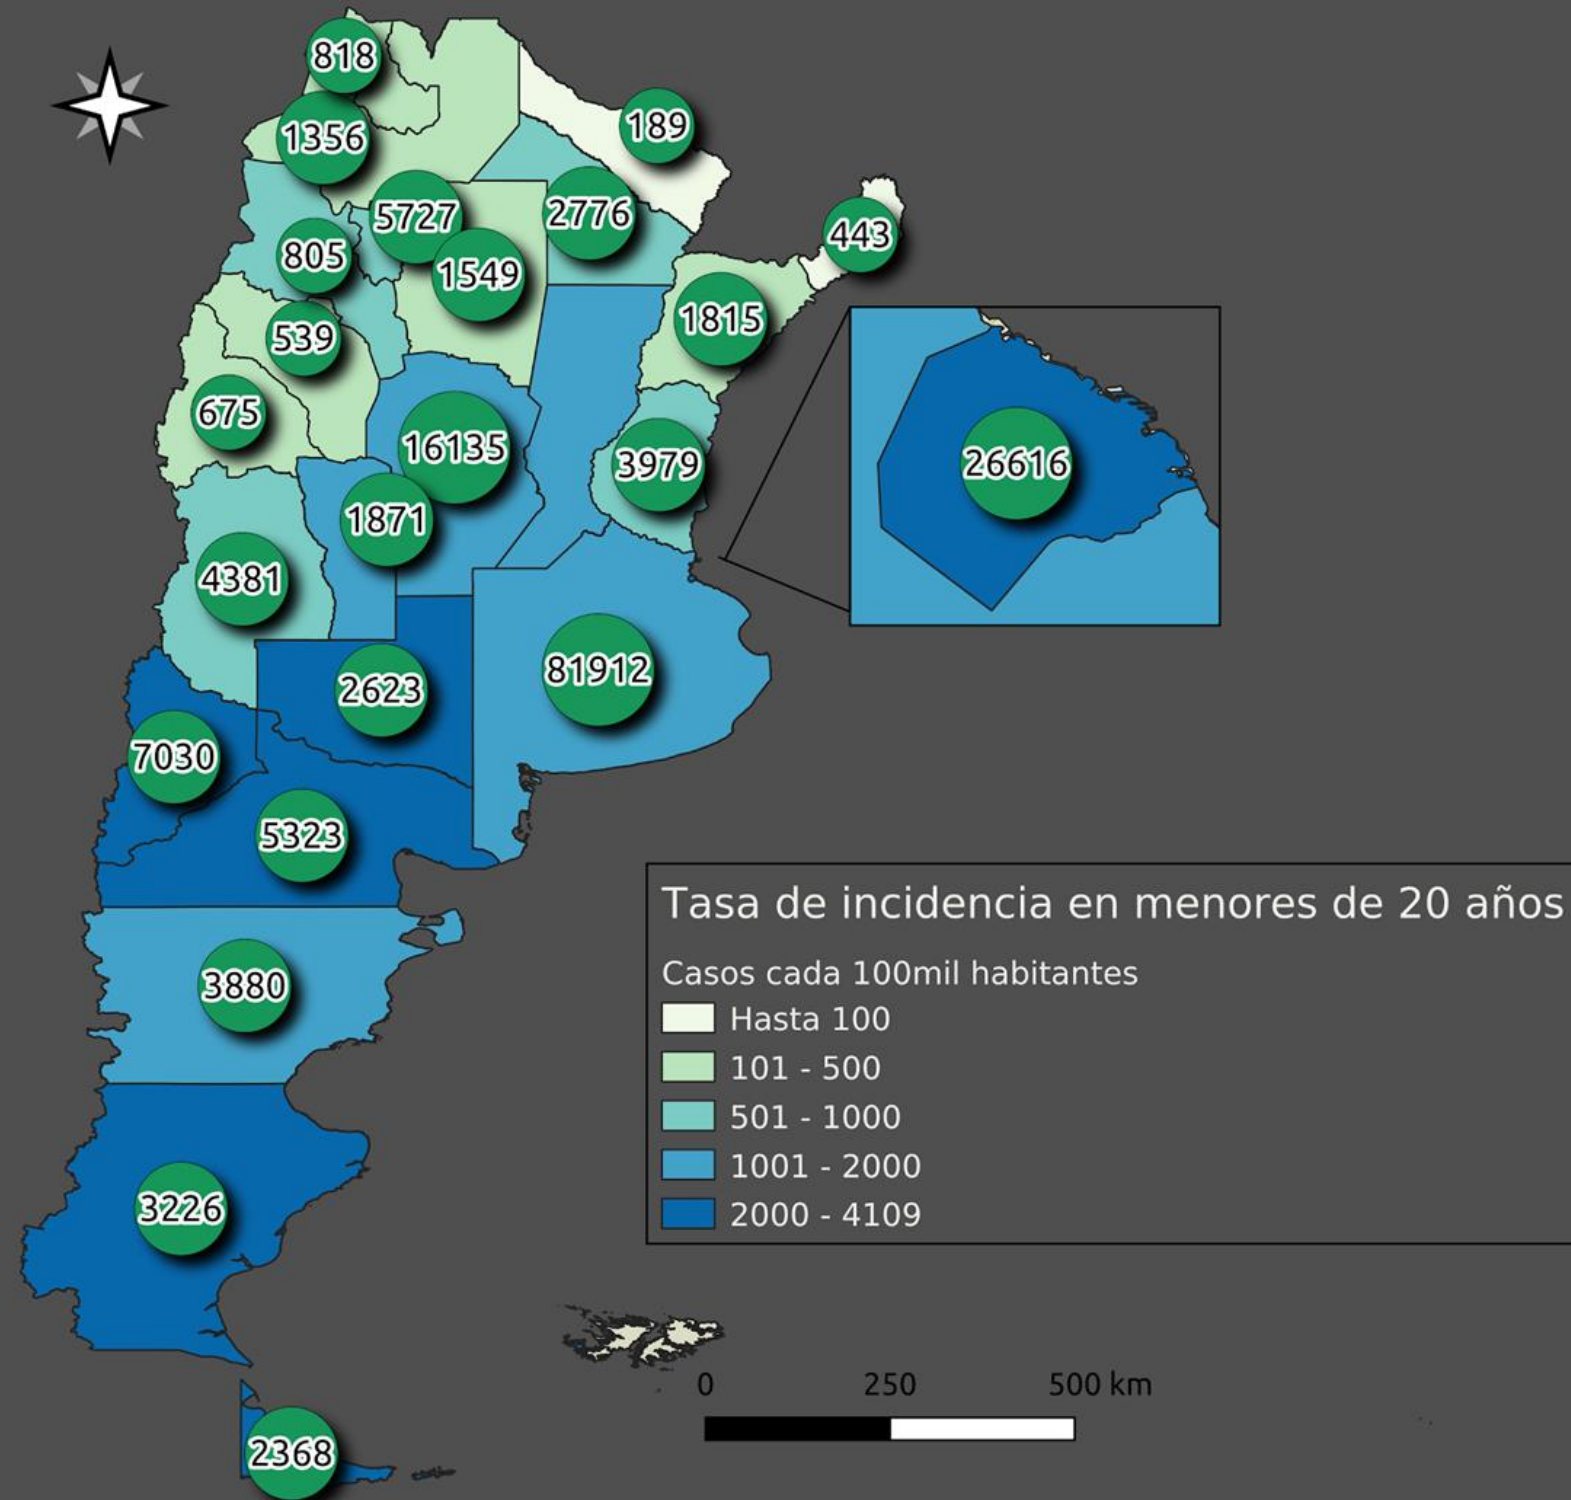 818
189
1356
5727
2776
443
805
1549
1815
539
675
16135
3979
26616
1871
4381
2623
81912
7030
5323
Tasa de incidencia en menores de 20 años
Casos cada 100mil habitantes
Hasta 100
101 - 500
501 - 1000
1001 - 2000
2000 - 4109
3880
3226
0 250 500 km
2368